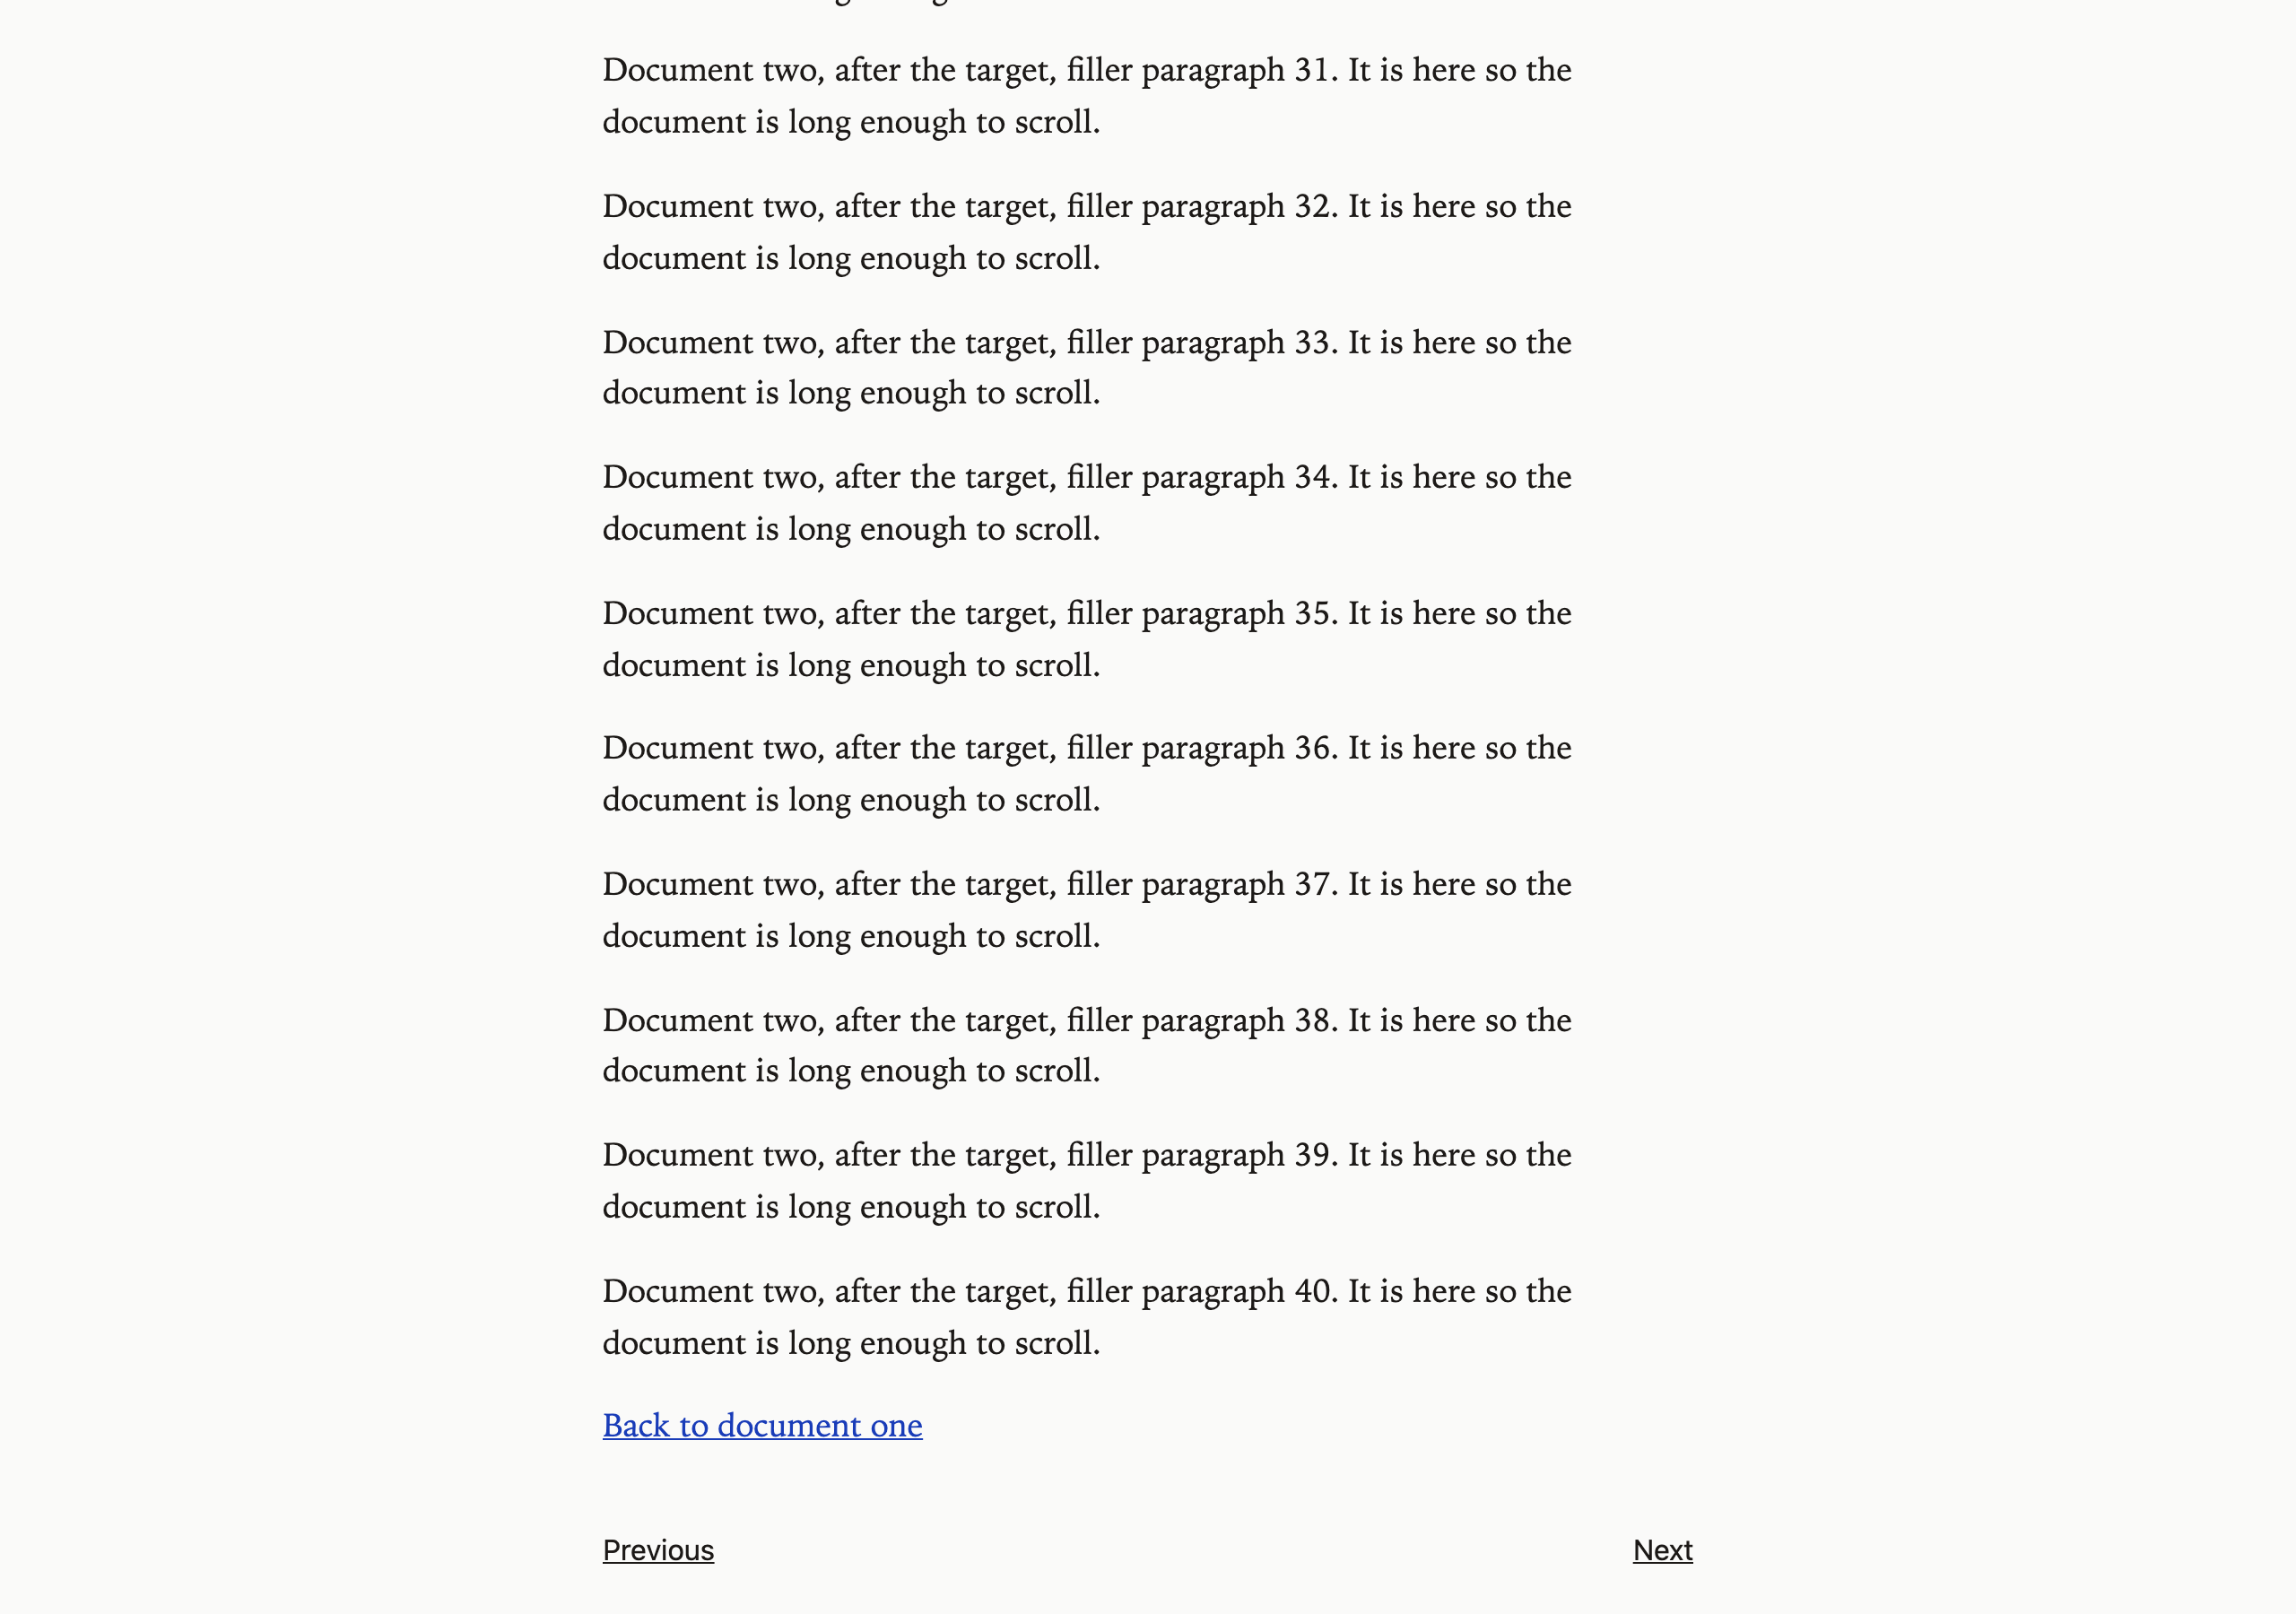 Document two, after the target, filler paragraph 31. It is here so the
document is long enough to scroll.
Document two, after the target, filler paragraph 32. It is here so the
document is long enough to scroll.
Document two, after the target, filler paragraph 33. It is here so the
document is long enough to scroll.
Document two, after the target, filler paragraph 34. It is here so the
document is long enough to scroll.
Document two, after the target, filler paragraph 35. It is here so the
document is long enough to scroll.
Document two, after the target, filler paragraph 36. It is here so the
document is long enough to scroll.
Document two, after the target, filler paragraph 37. It is here so the
document is long enough to scroll.
Document two, after the target, filler paragraph 38. It is here so the
document is long enough to scroll.
Document two, after the target, filler paragraph 39. It is here so the
document is long enough to scroll.
Document two, after the target, filler paragraph 40. It is here so the
document is long enough to scroll.
Back to document one
Previous
Next